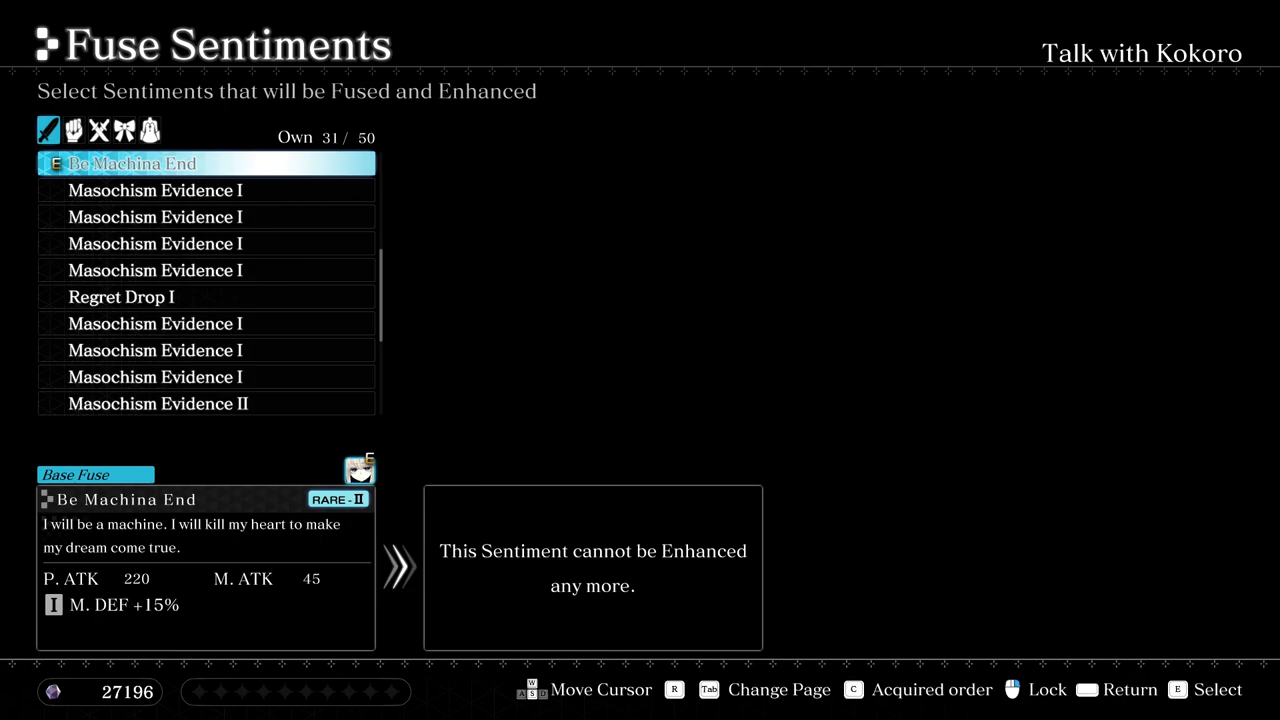 Fuse Sentiments
Talk with Kokoro
Select Sentiments that will be Fused and Enhanced
Own 31 / 50
E Be Machina End
Masochism Evidence I
Masochism Evidence I
Masochism Evidence I
Masochism Evidence I
Regret Drop I
Masochism Evidence I
Masochism Evidence I
Masochism Evidence I
Masochism Evidence II
Base Fuse
E
Be Machina End RARE-II
I will be a machine. I will kill my heart to make
my dream come true.
P. ATK 220 M. ATK 45
I M. DEF +15%
This Sentiment cannot be Enhanced
any more.
27196
W A S D Move Cursor R Tab Change Page C Acquired order Lock Return E Select